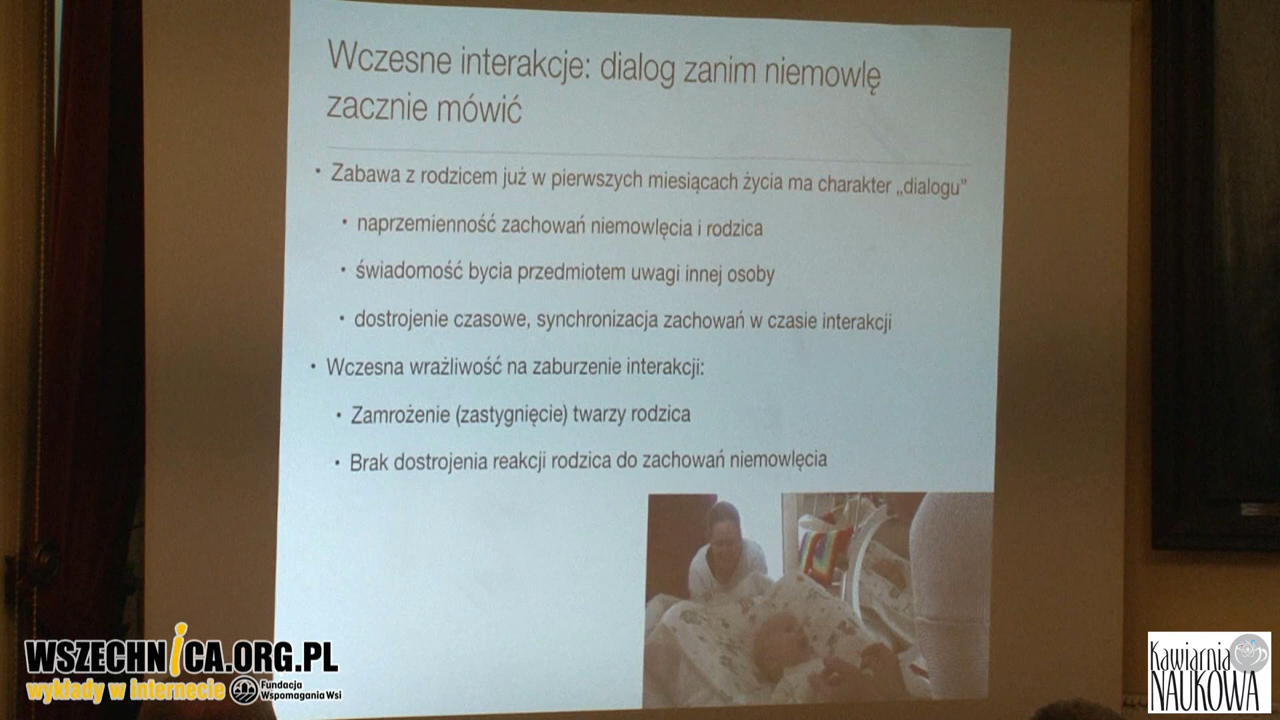 Wczesne interakcje: dialog zanim niemowlę
zacznie mówić
• Zabawa z rodzicem już w pierwszych miesiącach życia ma charakter „dialogu”
• naprzemienność zachowań niemowlęcia i rodzica
• świadomość bycia przedmiotem uwagi innej osoby
• dostrojenie czasowe, synchronizacja zachowań w czasie interakcji
• Wczesna wrażliwość na zaburzenie interakcji:
• Zamrożenie (zastygnięcie) twarzy rodzica
• Brak dostrojenia reakcji rodzica do zachowań niemowlęcia
WSZECHNiCA.ORG.PL
wykłady w internecie
Fundacja
Wspomagania Wsi
Kawiarnia
NAUKOWA